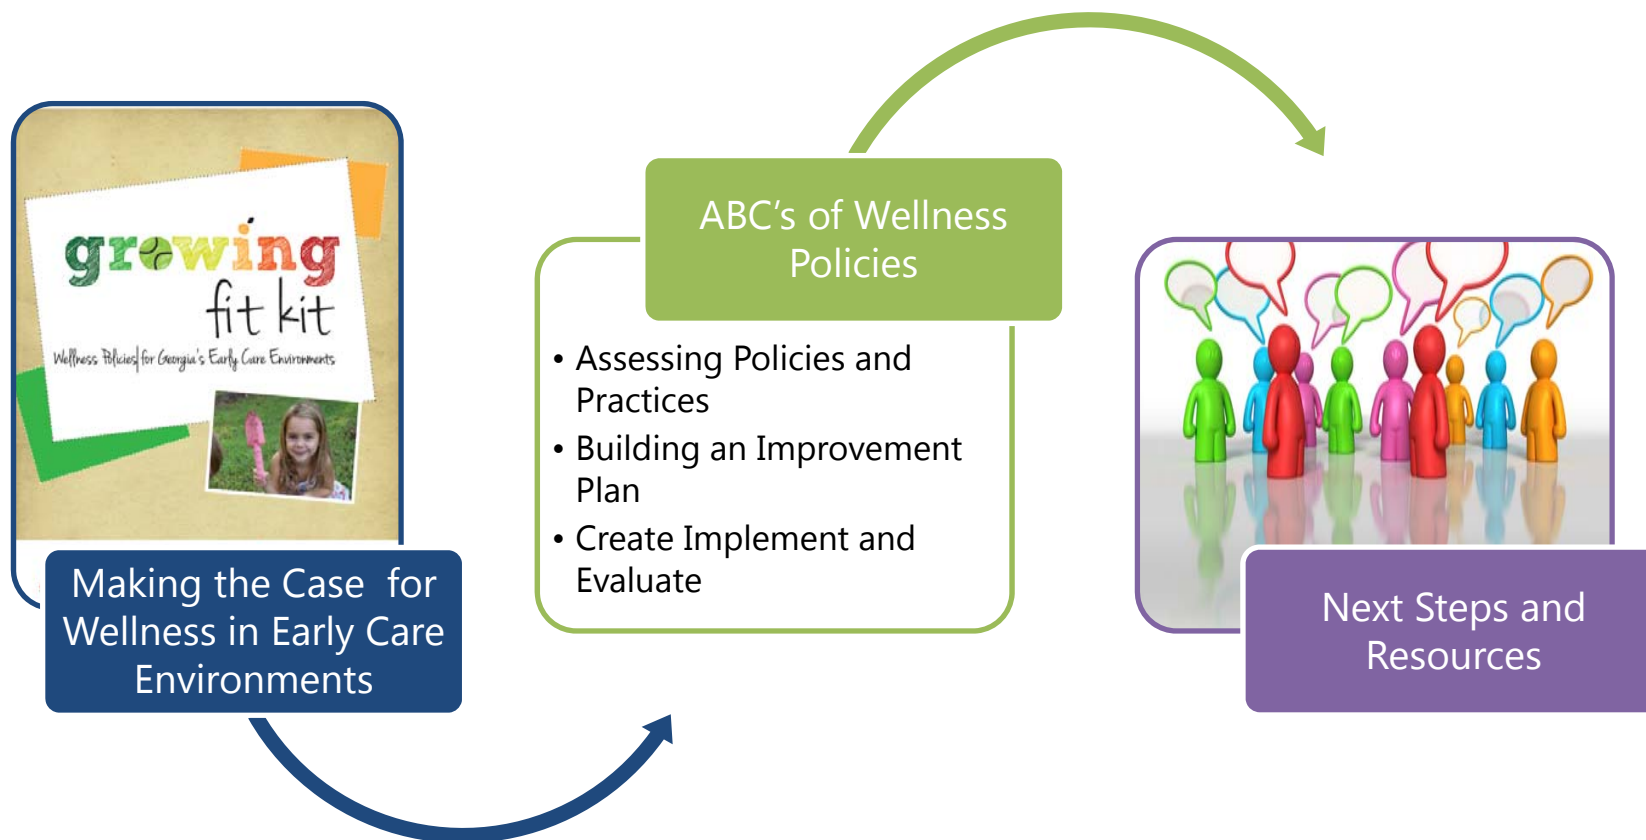 growing
fit kit
Wellness Policies for Georgia's Early Care Environments
Making the Case for
Wellness in Early Care
Environments
ABC’s of Wellness
Policies
• Assessing Policies and
Practices
• Building an Improvement
Plan
• Create Implement and
Evaluate
Next Steps and
Resources